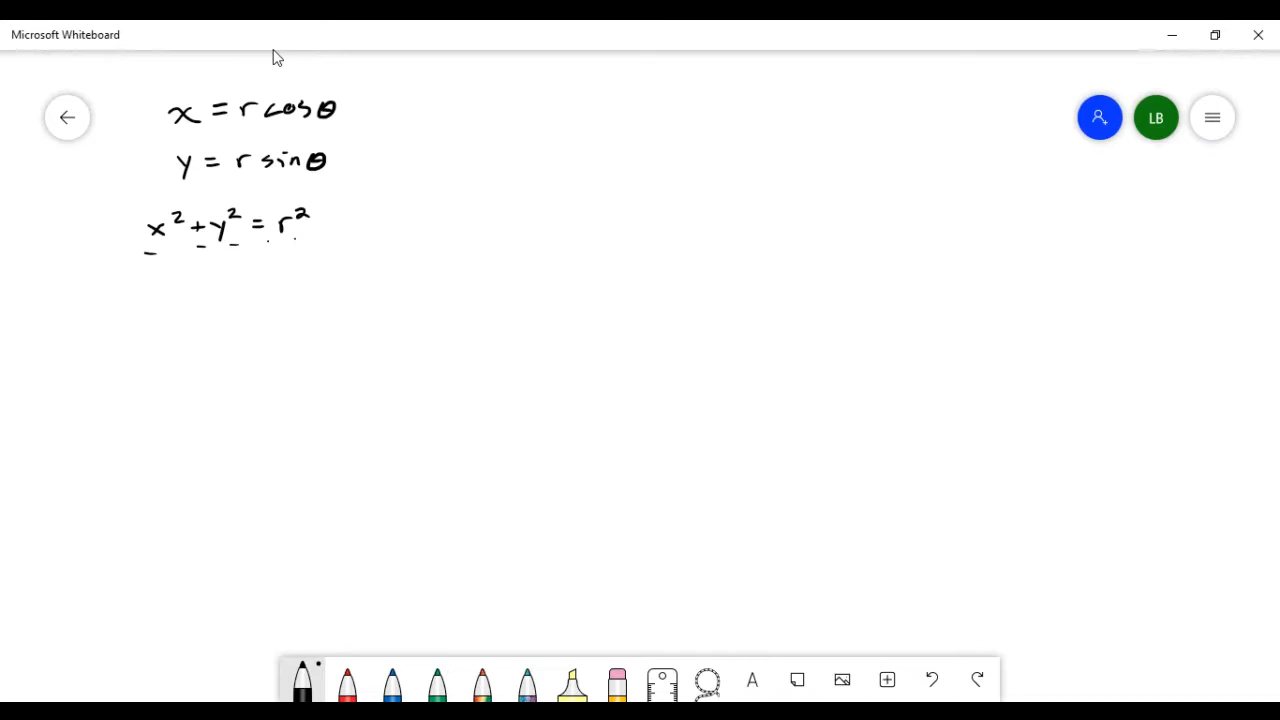 Microsoft Whiteboard
x = r cosθ
LB
y = r sinθ
x² + y² = r²
A